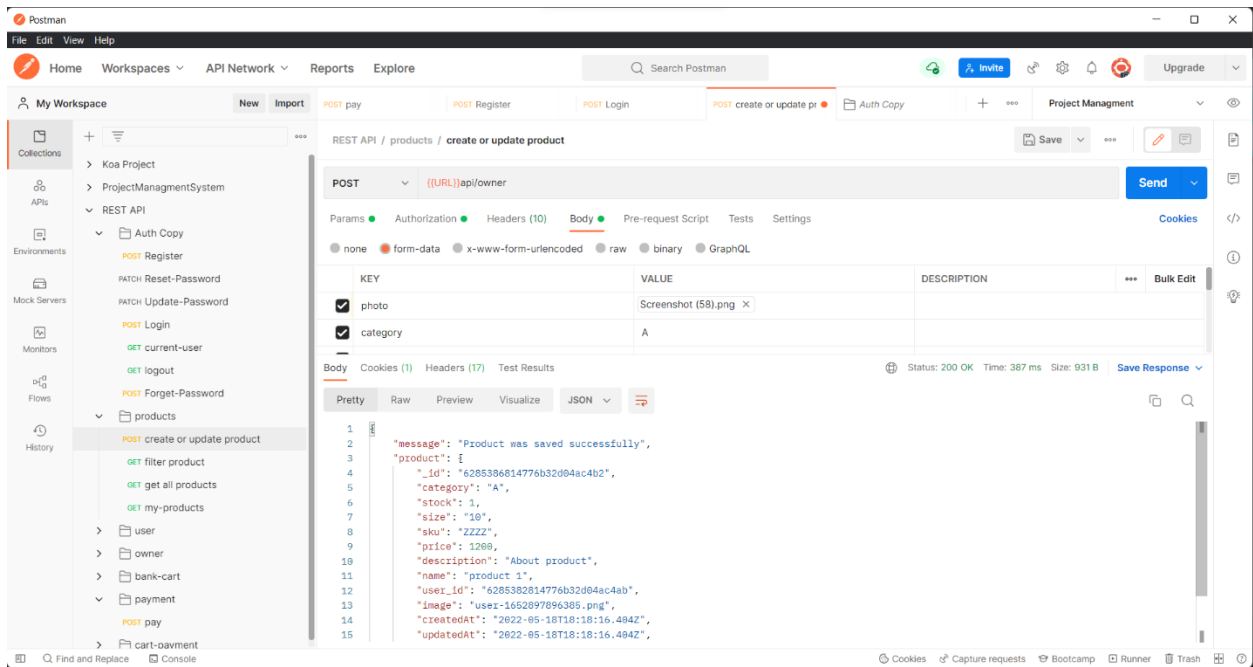 Postman
File Edit View Help
Home Workspaces API Network Reports Explore Search Postman Invite Upgrade
My Workspace New Import POST pay POST Register POST Login POST create or update pr Auth Copy Project Managment
Collections
APIs
Environments
Mock Servers
Monitors
Flows
History
Koa Project
ProjectManagmentSystem
REST API
Auth Copy
POST Register
PATCH Reset-Password
PATCH Update-Password
POST Login
GET current-user
GET logout
POST Forget-Password
products
POST create or update product
GET filter product
GET get all products
GET my-products
user
owner
bank-cart
payment
POST pay
cart-payment
REST API / products / create or update product Save
POST {{URL}}api/owner Send
Params Authorization Headers (10) Body Pre-request Script Tests Settings Cookies
none form-data x-www-form-urlencoded raw binary GraphQL
KEY VALUE DESCRIPTION Bulk Edit
photo Screenshot (58).png
category A
Body Cookies (1) Headers (17) Test Results Status: 200 OK Time: 387 ms Size: 931 B Save Response
Pretty Raw Preview Visualize JSON
1 {
2 "message": "Product was saved successfully",
3 "product": {
4 "_id": "6285386814776b32d04ac4b2",
5 "category": "A",
6 "stock": 1,
7 "size": "10",
8 "sku": "ZZZZ",
9 "price": 1200,
10 "description": "About product",
11 "name": "product 1",
12 "user_id": "6285382814776b32d04ac4ab",
13 "image": "user-1652897896385.png",
14 "createdAt": "2022-05-18T18:18:16.404Z",
15 "updatedAt": "2022-05-18T18:18:16.404Z",
Find and Replace Console Cookies Capture requests Bootcamp Runner Trash